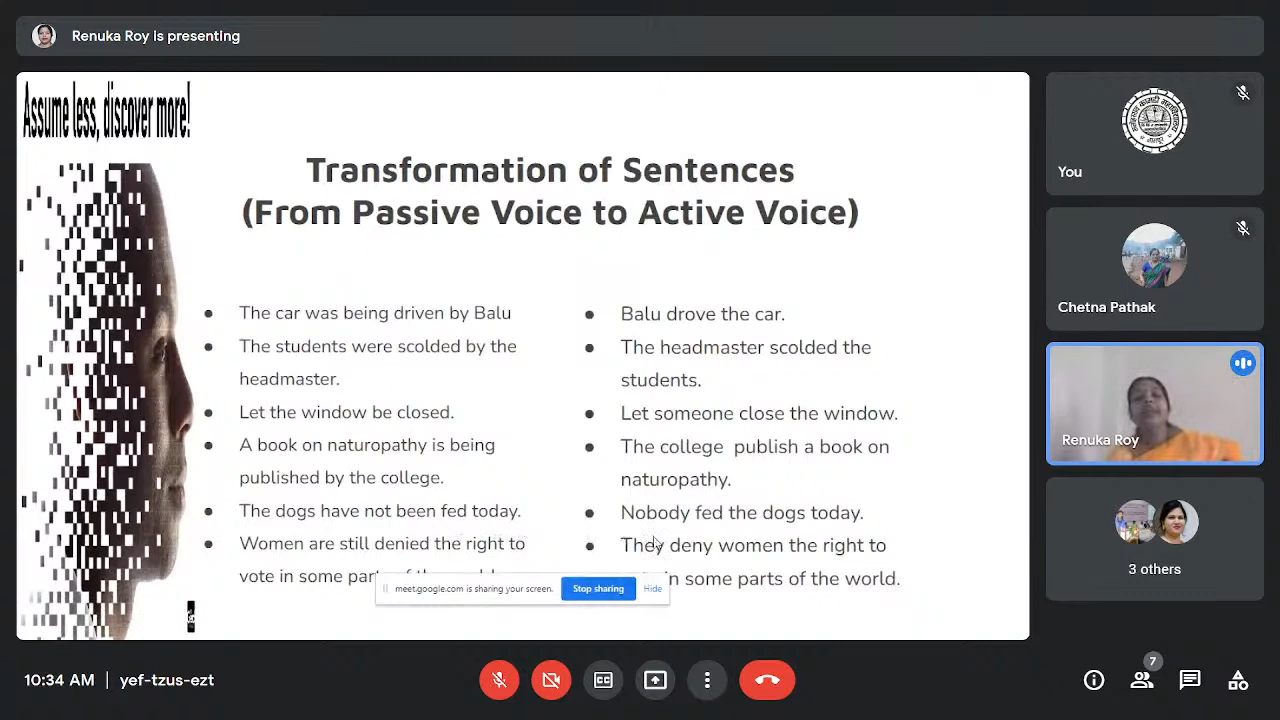 Renuka Roy is presenting
Assume less, discover more!
Transformation of Sentences
(From Passive Voice to Active Voice)
The car was being driven by Balu
The students were scolded by the
headmaster.
Let the window be closed.
A book on naturopathy is being
published by the college.
The dogs have not been fed today.
Women are still denied the right to
vote in some
Balu drove the car.
The headmaster scolded the
students.
Let someone close the window.
The college publish a book on
naturopathy.
Nobody fed the dogs today.
They deny women the right to
in some parts of the world.
meet.google.com is sharing your screen.
Stop sharing
Hide
You
Chetna Pathak
Renuka Roy
3 others
10:34 AM
yef-tzus-ezt
7